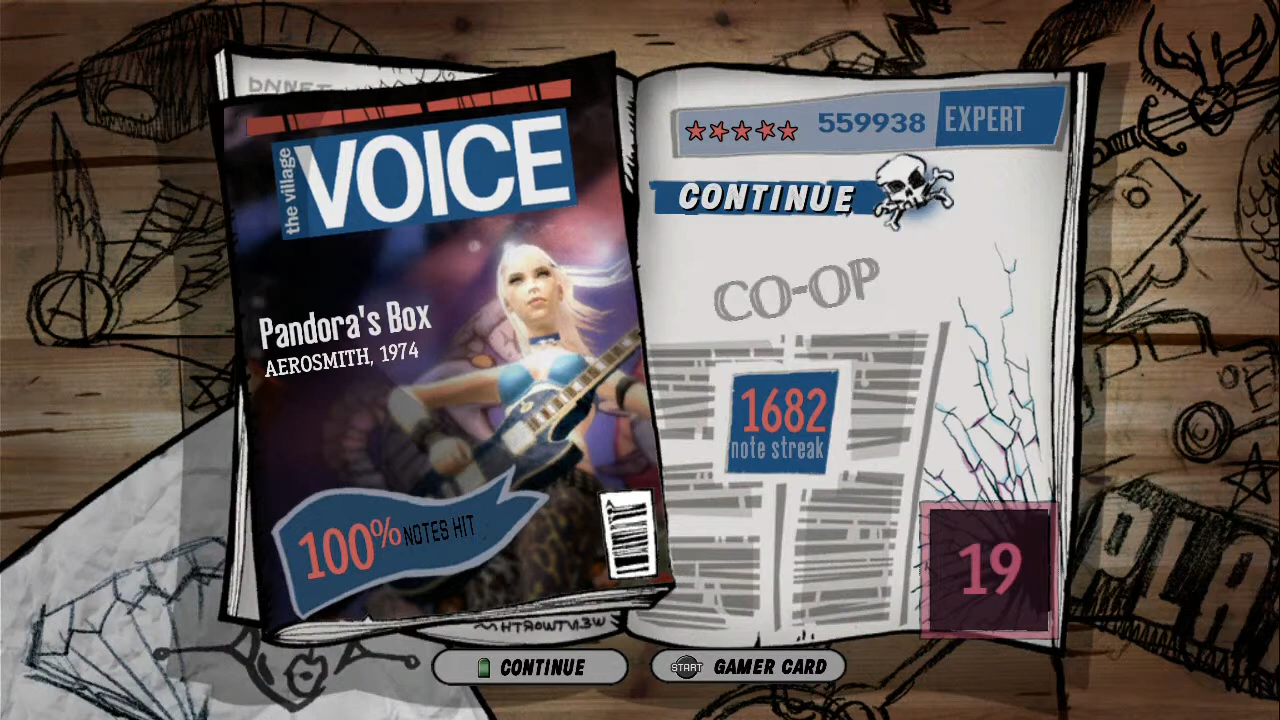 the village
VOICE
Pandora's Box
AEROSMITH, 1974
100% NOTES HIT
559938 EXPERT
CONTINUE
CO-OP
1682
note streak
19
CONTINUE
START GAMER CARD